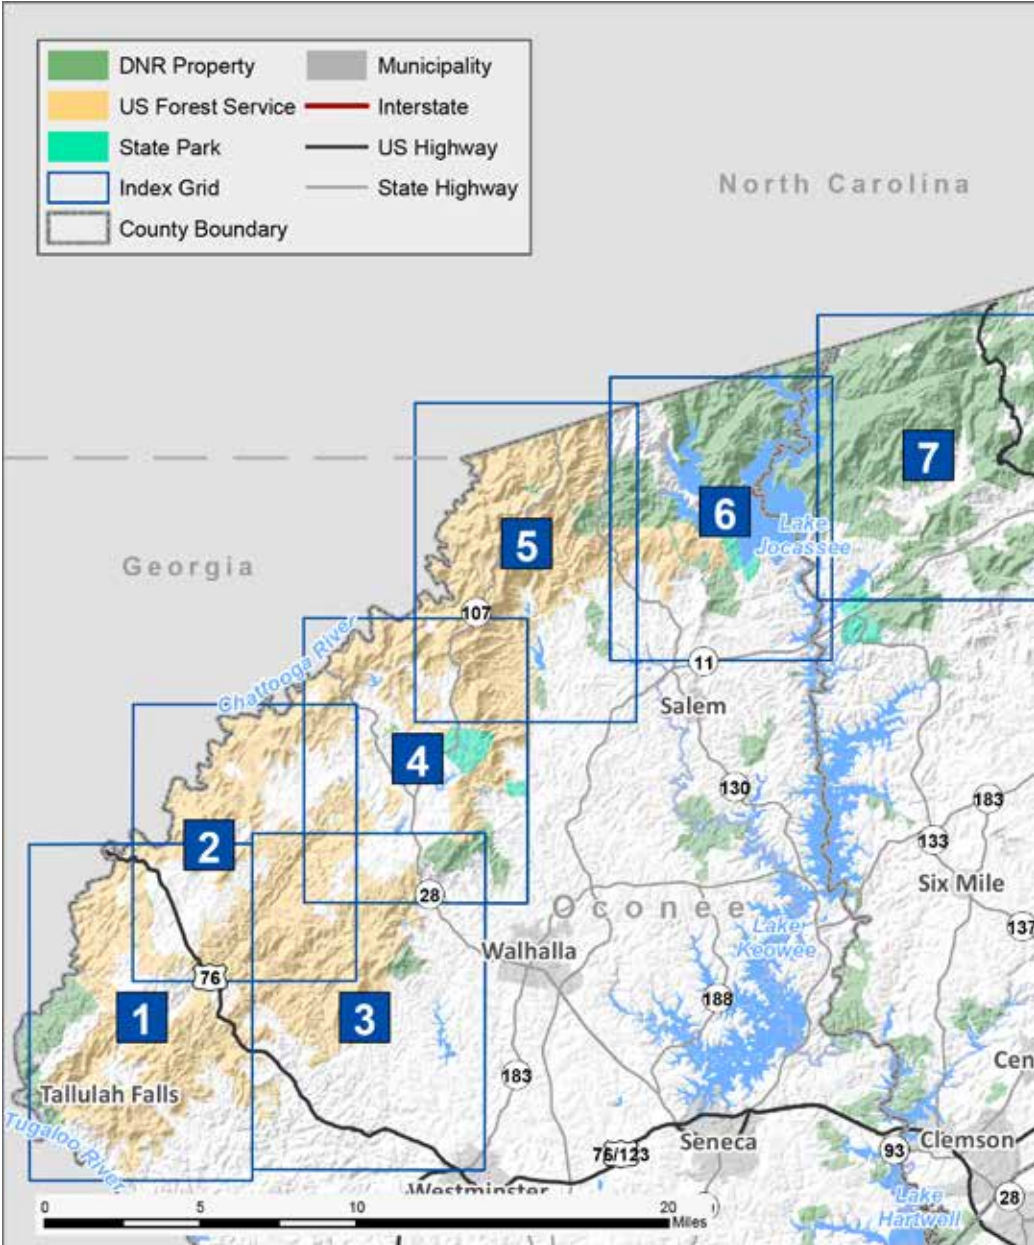 DNR Property
Municipality
US Forest Service
Interstate
State Park
US Highway
Index Grid
State Highway
County Boundary
North Carolina
7
6
Lake
Jocassee
5
Georgia
107
Chattooga River
11
Salem
4
130
183
2
133
28
Six Mile
Oconee
137
Walhalla
Lake
Keowee
76
188
1
3
183
Cen
Tallulah Falls
Tugaloo River
Seneca
Clemson
76/123
93
Westminster
Lake
Hartwell
28
0 5 10 20
Miles